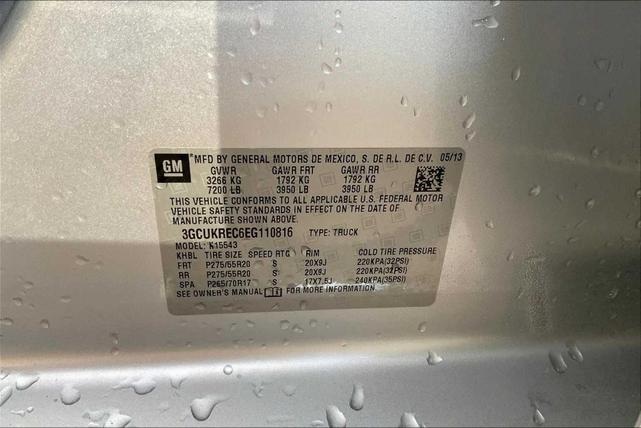 GM
MFD BY GENERAL MOTORS DE MEXICO, S. DE R.L. DE C.V. 05/13
GVWR GAWR FRT GAWR RR
3266 KG 1792 KG 1792 KG
7200 LB 3950 LB 3950 LB
THIS VEHICLE CONFORMS TO ALL APPLICABLE U.S. FEDERAL MOTOR
VEHICLE SAFETY STANDARDS IN EFFECT ON THE DATE OF
MANUFACTURE SHOWN ABOVE.
3GCUKREC6EG110816 TYPE: TRUCK
MODEL: K15543
KHBL TIRE SIZE SPEED RTG RIM COLD TIRE PRESSURE
FRT P275/55R20 S 20X9J 220KPA(32PSI)
RR P275/55R20 S 20X9J 220KPA(32PSI)
SPA P265/70R17 S 17X7.5J 240KPA(35PSI)
SEE OWNER'S MANUAL FOR MORE INFORMATION.